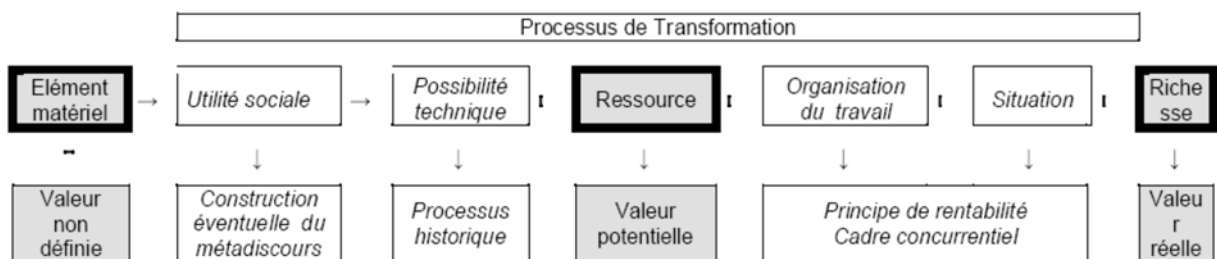 Processus de Transformation
Elément
matériel
→
Utilité sociale
→
Possibilité
technique
Ressource
Organisation
du travail
Situation
Riche
sse
↓
↓
↓
↓
↓
↓
Valeur
non
définie
Construction
éventuelle du
métadiscours
Processus
historique
Valeur
potentielle
Principe de rentabilité
Cadre concurrentiel
Valeu
r
réelle